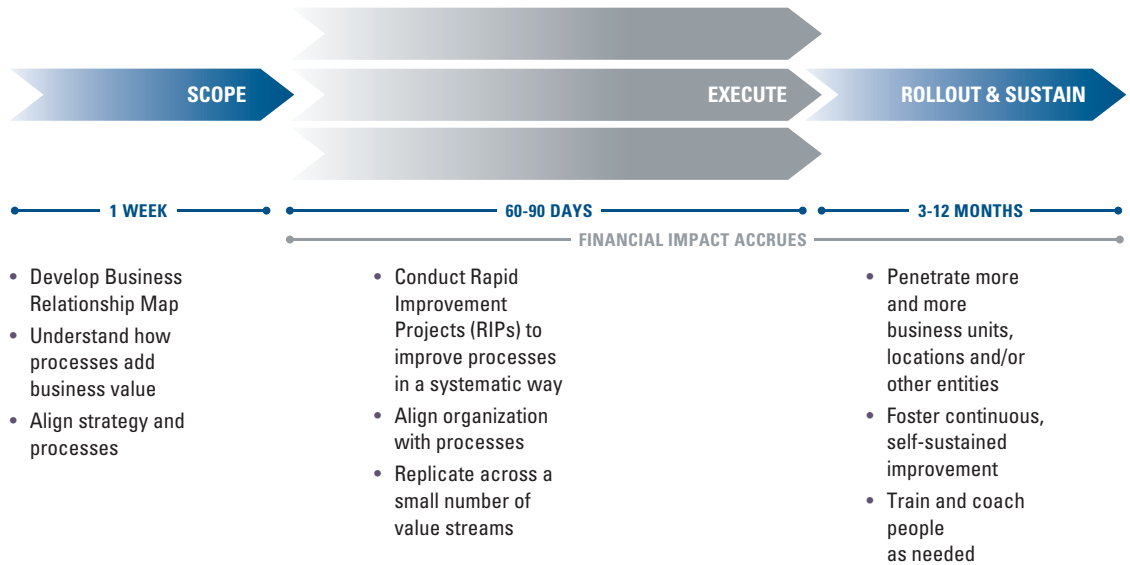 SCOPE
EXECUTE
ROLLOUT & SUSTAIN
1 WEEK
60-90 DAYS
3-12 MONTHS
FINANCIAL IMPACT ACCRUES
• Develop Business
Relationship Map
• Understand how
processes add
business value
• Align strategy and
processes
• Conduct Rapid
Improvement
Projects (RIPs) to
improve processes
in a systematic way
• Align organization
with processes
• Replicate across a
small number of
value streams
• Penetrate more
and more
business units,
locations and/or
other entities
• Foster continuous,
self-sustained
improvement
• Train and coach
people
as needed